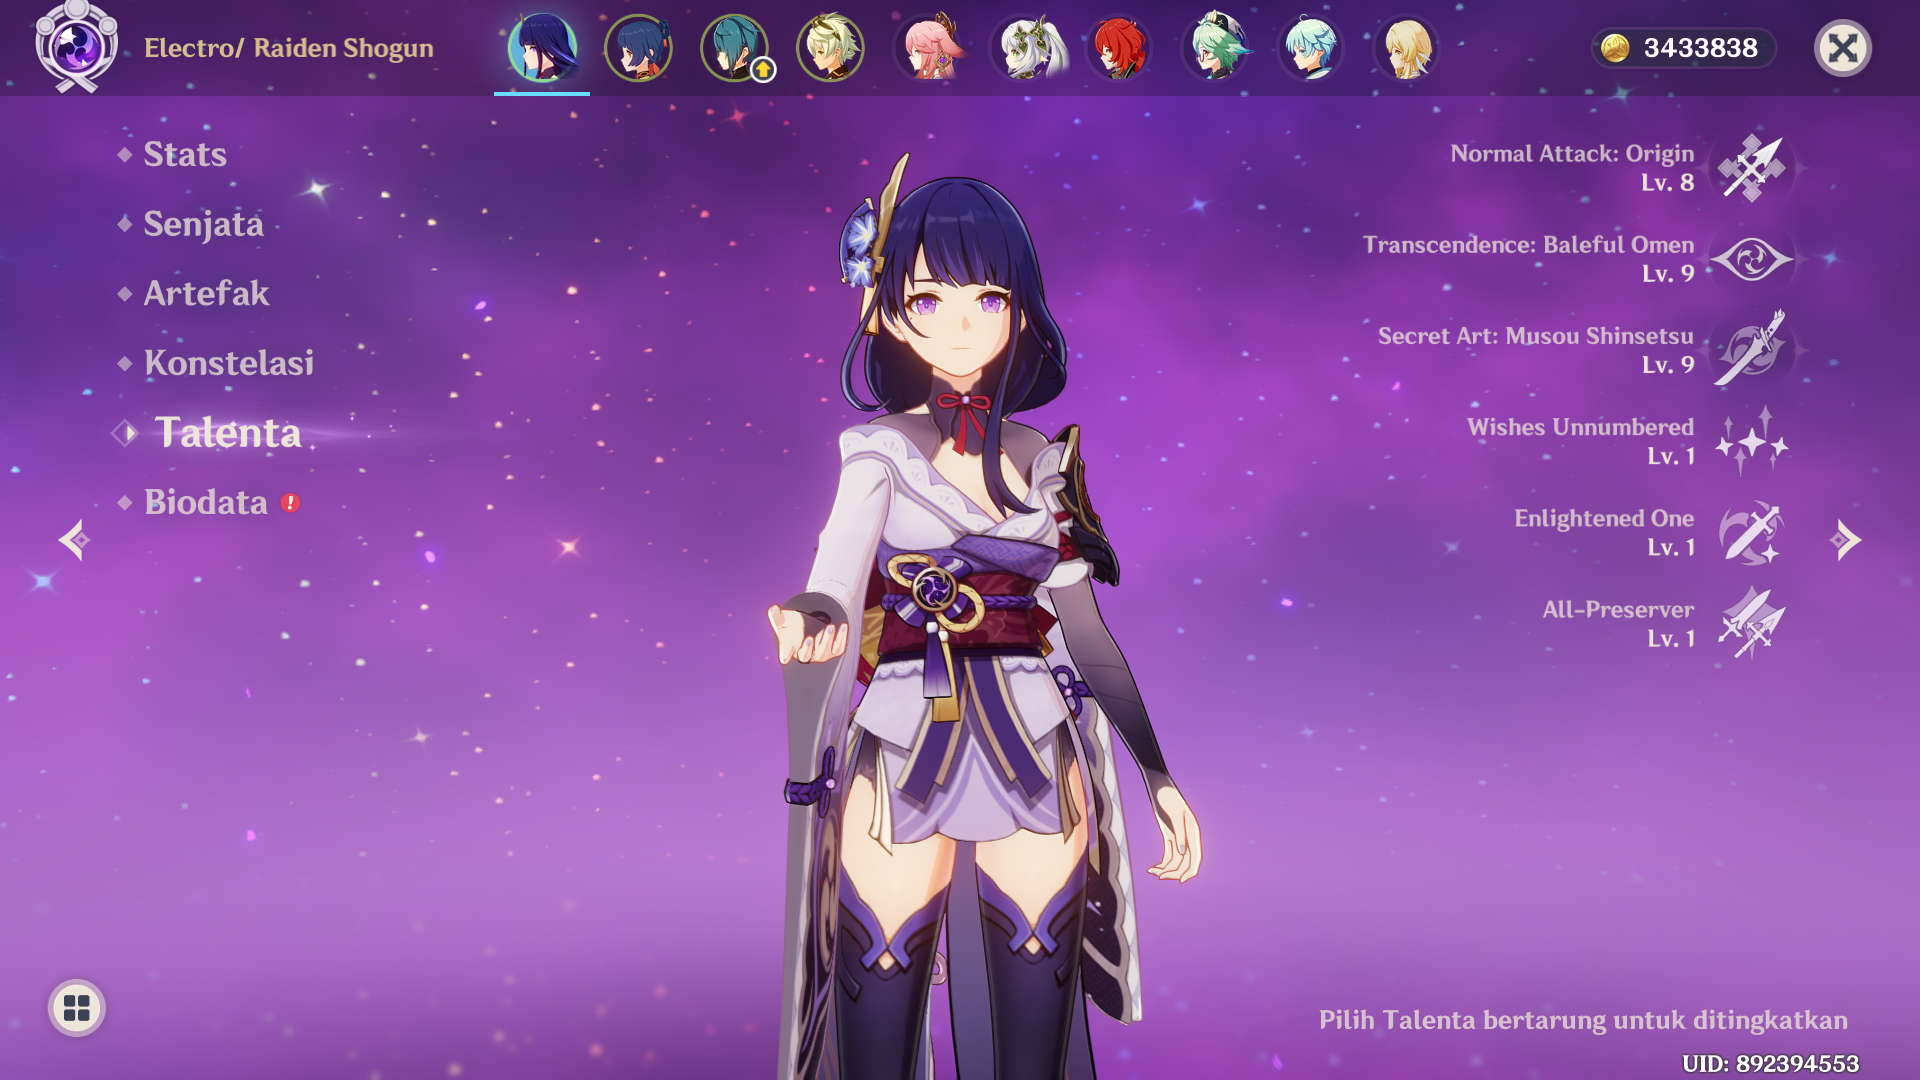 Electro/ Raiden Shogun
3433838
Stats
Senjata
Artefak
Konstelasi
Talenta
Biodata
Normal Attack: Origin
Lv. 8
Transcendence: Baleful Omen
Lv. 9
Secret Art: Musou Shinsetsu
Lv. 9
Wishes Unnumbered
Lv. 1
Enlightened One
Lv. 1
All-Preserver
Lv. 1
Pilih Talenta bertarung untuk ditingkatkan
UID: 892394553